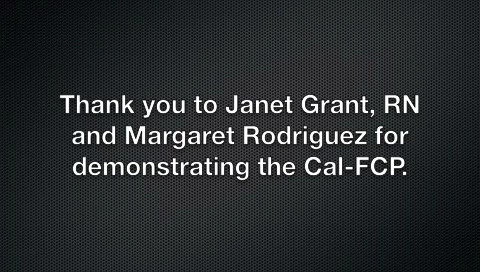 Thank you to Janet Grant, RN
and Margaret Rodriguez for
demonstrating the Cal-FCP.